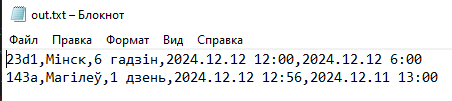 out.txt – Блокнот
Файл Правка Формат Вид Справка
23d1,Мінск,6 гадзін,2024.12.12 12:00,2024.12.12 6:00
143a,Магілеў,1 дзень,2024.12.12 12:56,2024.12.11 13:00